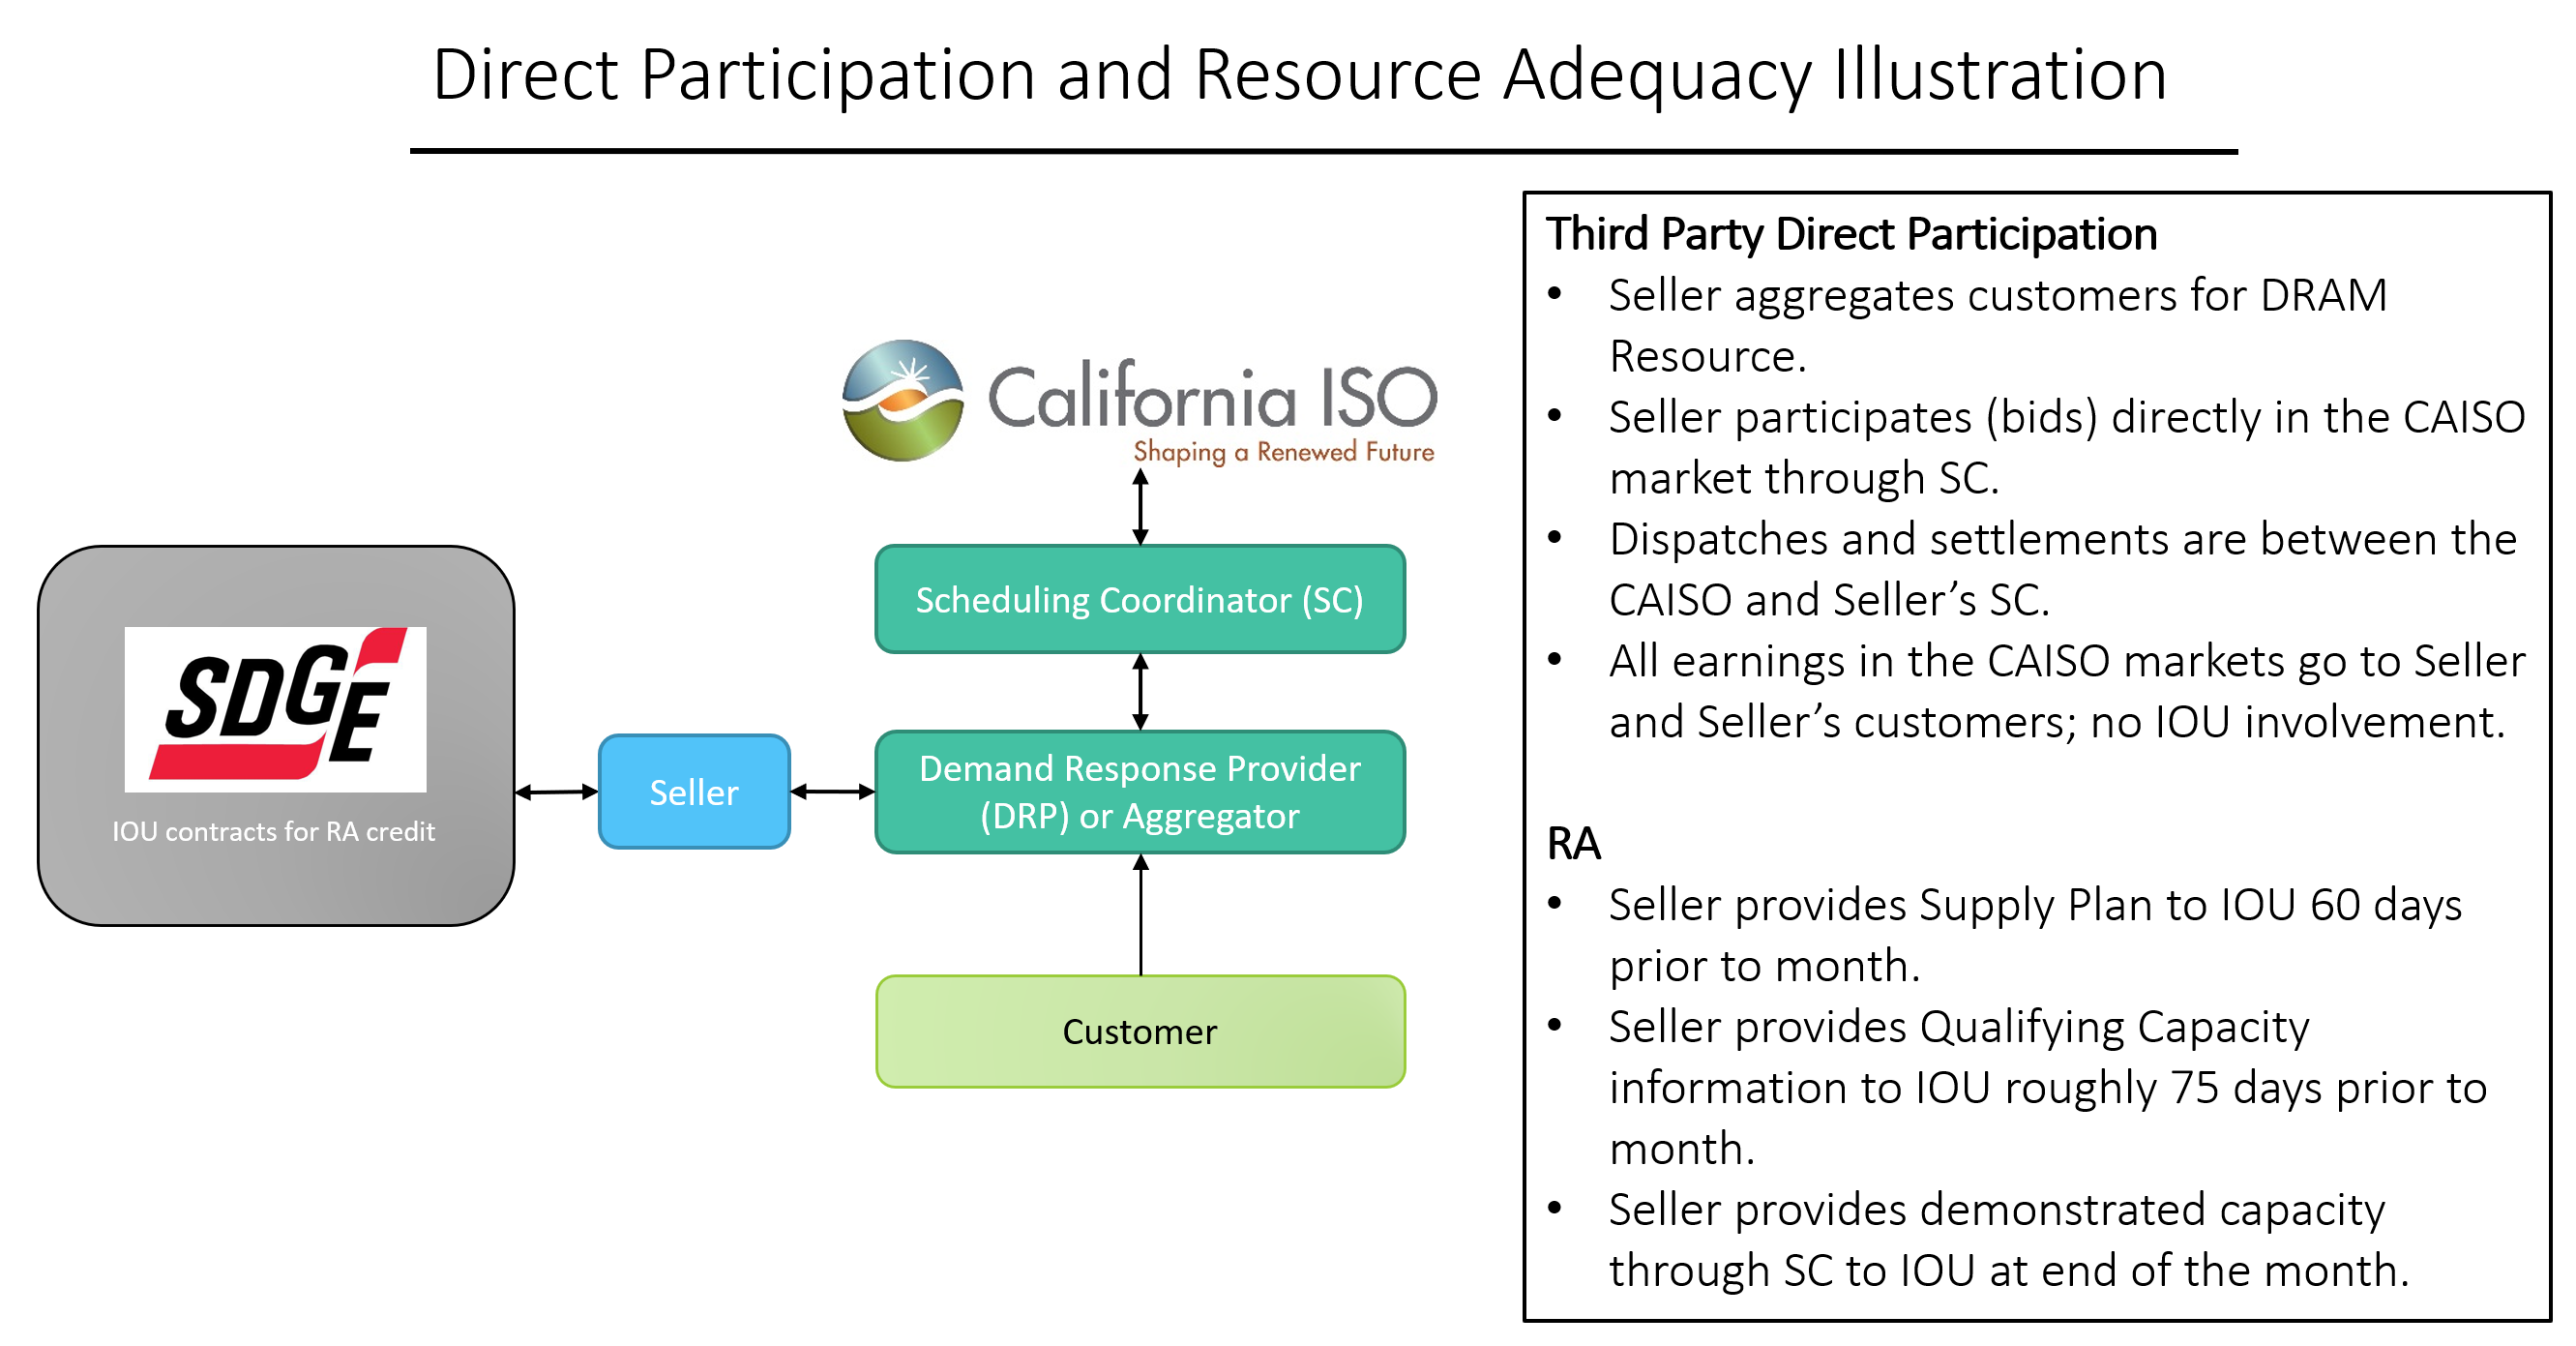 Direct Participation and Resource Adequacy Illustration
California ISO
Shaping a Renewed Future
Scheduling Coordinator (SC)
SDGE
IOU contracts for RA credit
Seller
Demand Response Provider
(DRP) or Aggregator
Customer
Third Party Direct Participation
• Seller aggregates customers for DRAM
Resource.
• Seller participates (bids) directly in the CAISO
market through SC.
• Dispatches and settlements are between the
CAISO and Seller’s SC.
• All earnings in the CAISO markets go to Seller
and Seller’s customers; no IOU involvement.
RA
• Seller provides Supply Plan to IOU 60 days
prior to month.
• Seller provides Qualifying Capacity
information to IOU roughly 75 days prior to
month.
• Seller provides demonstrated capacity
through SC to IOU at end of the month.